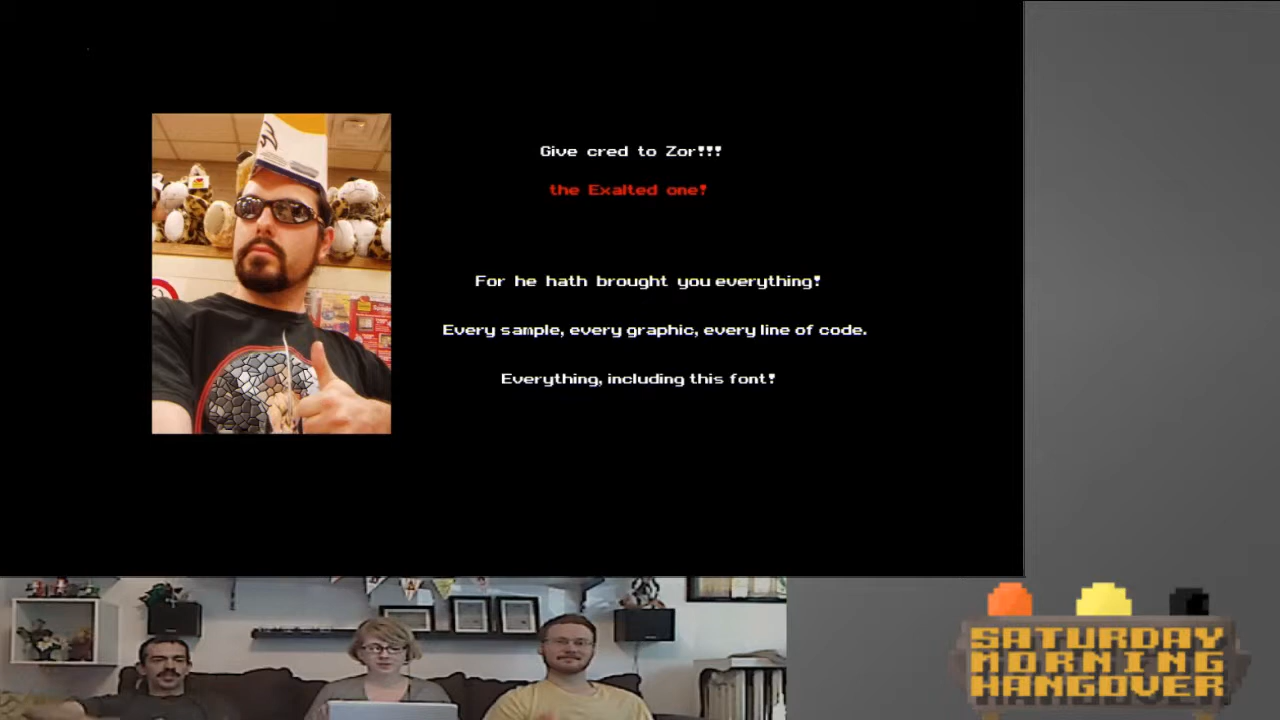 Give cred to Zor!!!
the Exalted one!
For he hath brought you everything!
Every sample, every graphic, every line of code.
Everything, including this font!
SATURDAY
MORNING
HANGOVER